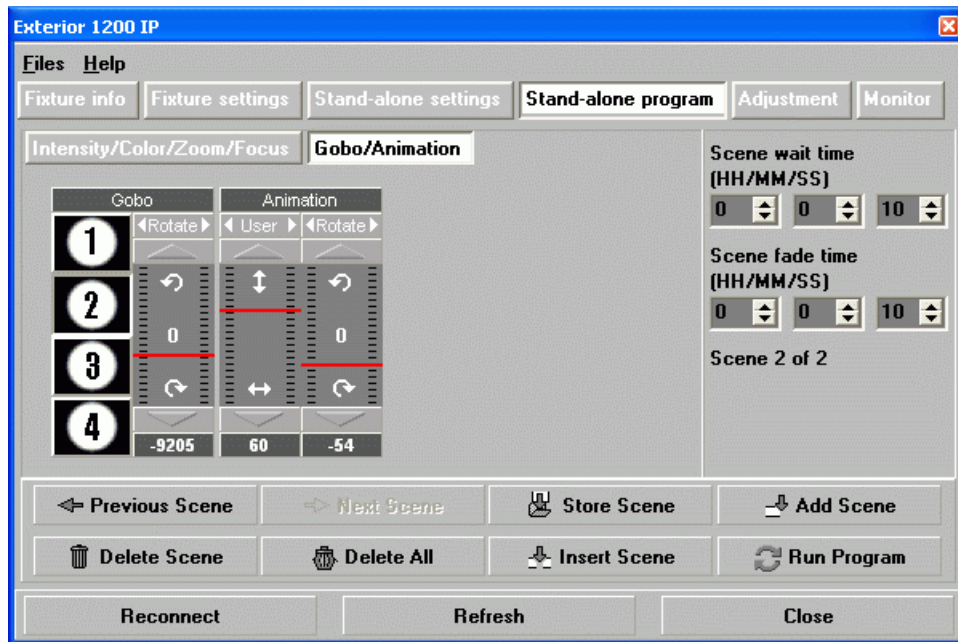 Exterior 1200 IP
Files Help
Fixture info Fixture settings Stand-alone settings Stand-alone program Adjustment Monitor
Intensity/Color/Zoom/Focus Gobo/Animation
Gobo Animation
Rotate User Rotate
1
2
3
4
0 0
-9205 60 -54
Scene wait time
(HH/MM/SS)
0 0 10
Scene fade time
(HH/MM/SS)
0 0 10
Scene 2 of 2
Previous Scene Next Scene Store Scene Add Scene
Delete Scene Delete All Insert Scene Run Program
Reconnect Refresh Close